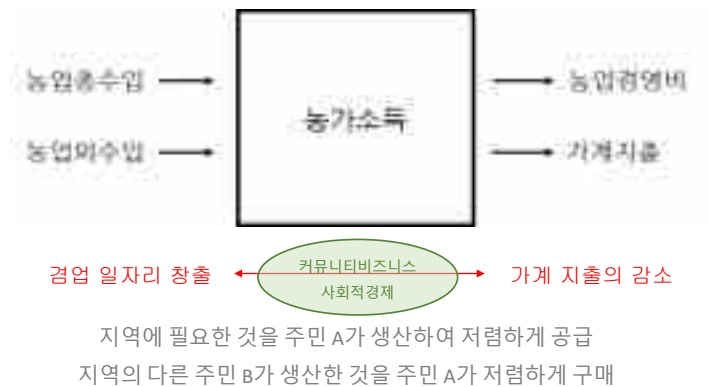 농업총수입
농업경영비
농가소득
농업외수입
가계지출
커뮤니티비즈니스
겸업 일자리 창출
가계 지출의 감소
사회적경제
지역에 필요한 것을 주민 A가 생산하여 저렴하게 공급
지역의 다른 주민 B가 생산한 것을 주민 A가 저렴하게 구매